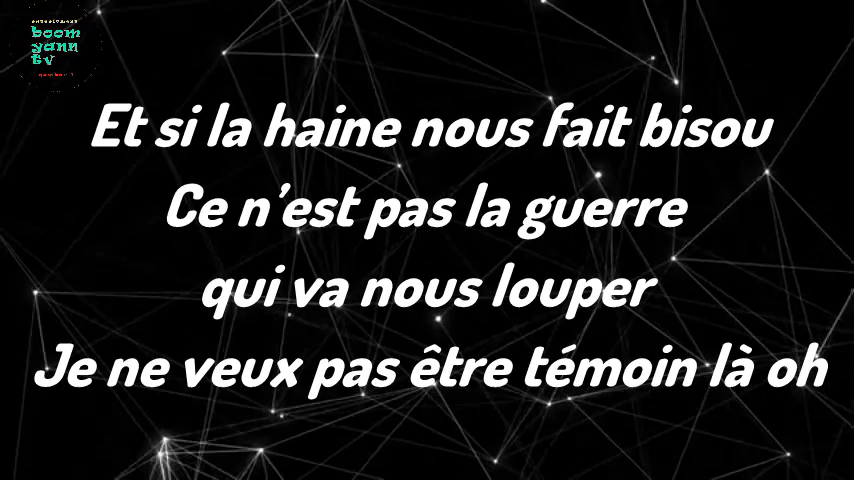 boom
yann
tv
Et si la haine nous fait bisou
Ce n’est pas la guerre
qui va nous louper
Je ne veux pas être témoin là oh